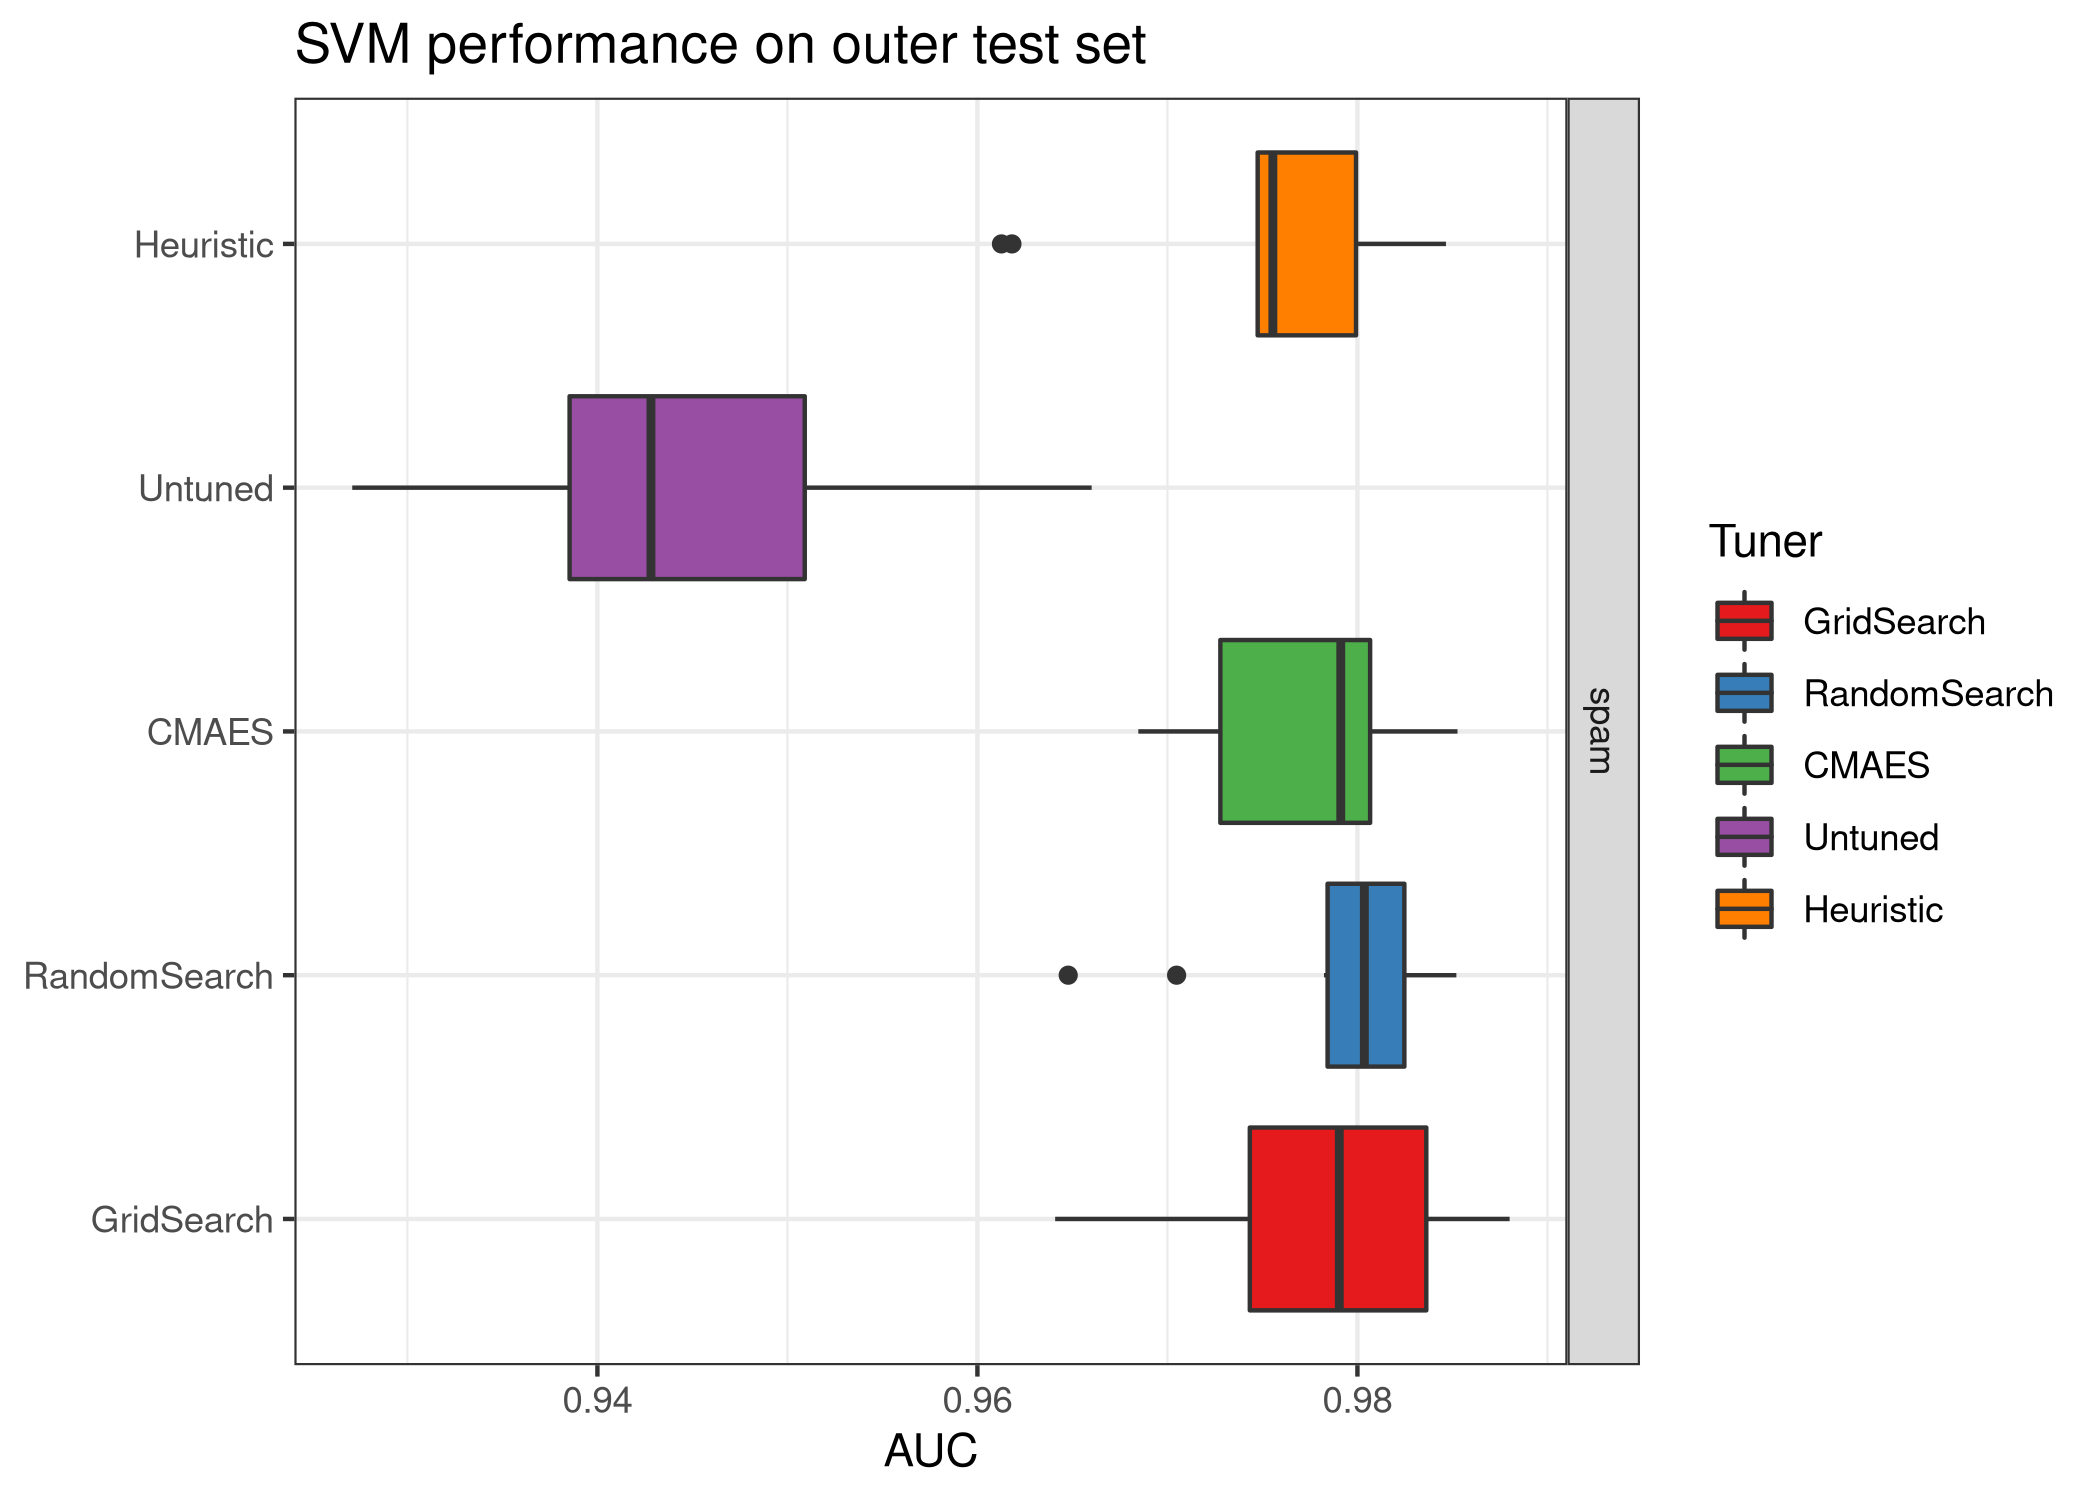 SVM performance on outer test set
Heuristic
Untuned
CMAES
RandomSearch
GridSearch
0.94
0.96
0.98
AUC
spam
Tuner
GridSearch
RandomSearch
CMAES
Untuned
Heuristic